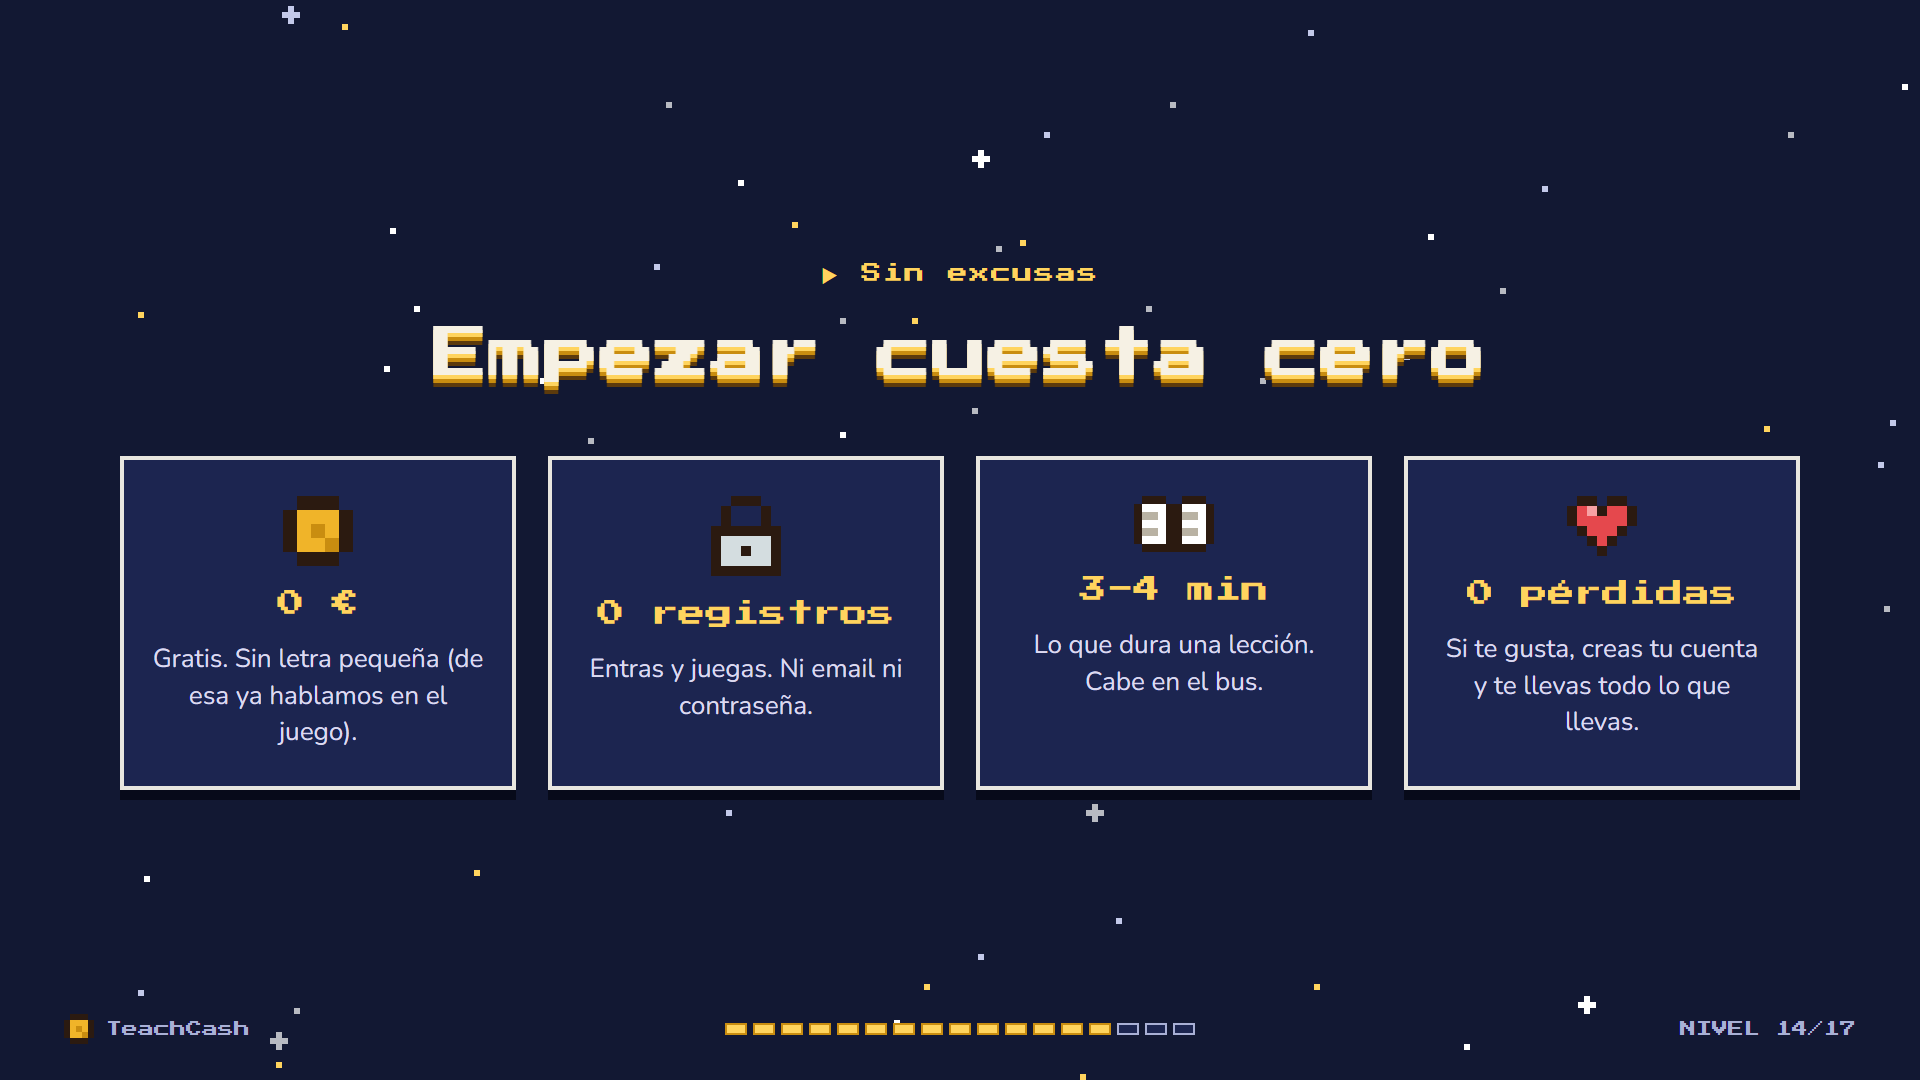 ▶ Sin excusas
Empezar cuesta cero
0 €
Gratis. Sin letra pequeña (de
esa ya hablamos en el
juego).
0 registros
Entras y juegas. Ni email ni
contraseña.
3-4 min
Lo que dura una lección.
Cabe en el bus.
0 pérdidas
Si te gusta, creas tu cuenta
y te llevas todo lo que
llevas.
TeachCash
NIVEL 14/17